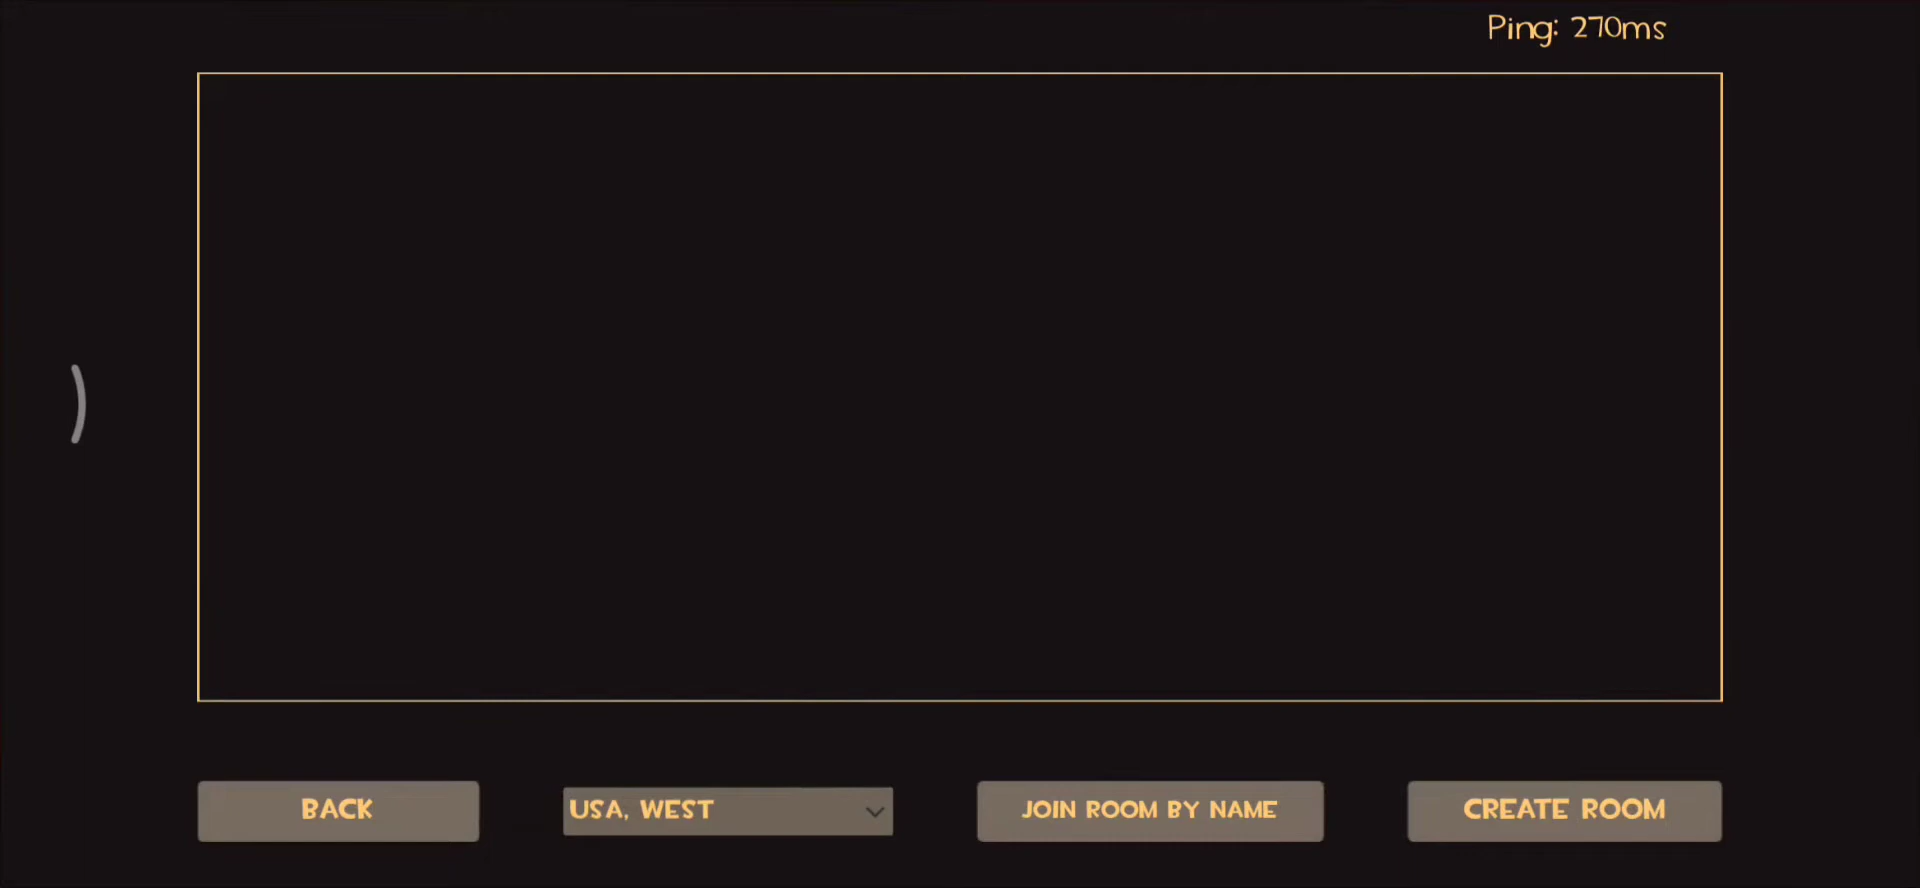 Ping: 270ms
BACK
USA, WEST
JOIN ROOM BY NAME
CREATE ROOM